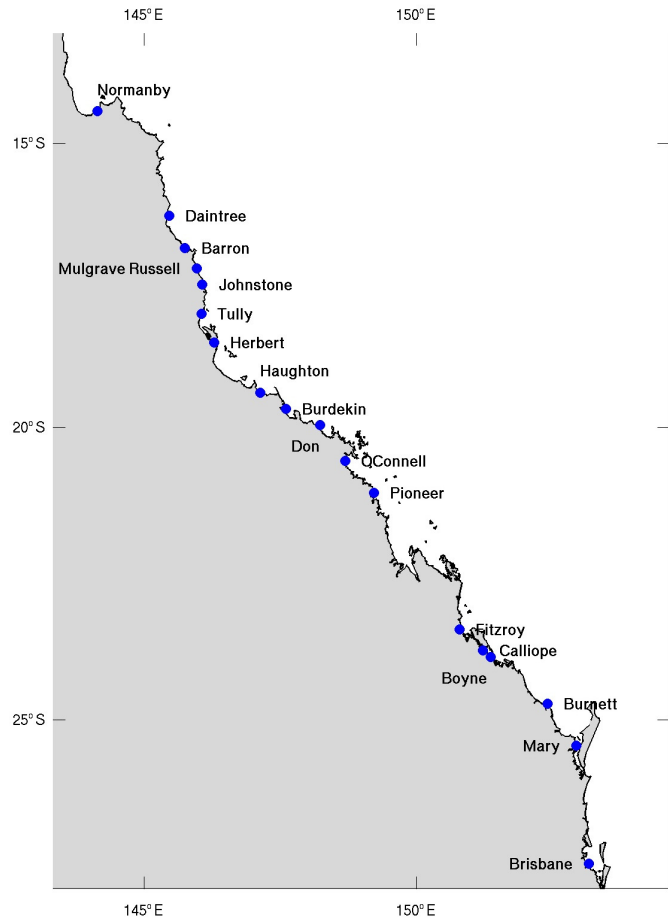 145° E
150° E
Normanby
15° S
Daintree
Barron
Mulgrave Russell
Johnstone
Tully
Herbert
Haughton
Burdekin
20° S
Don
OConnell
Pioneer
Fitzroy
Calliope
Boyne
Burnett
25° S
Mary
Brisbane
145° E
150° E